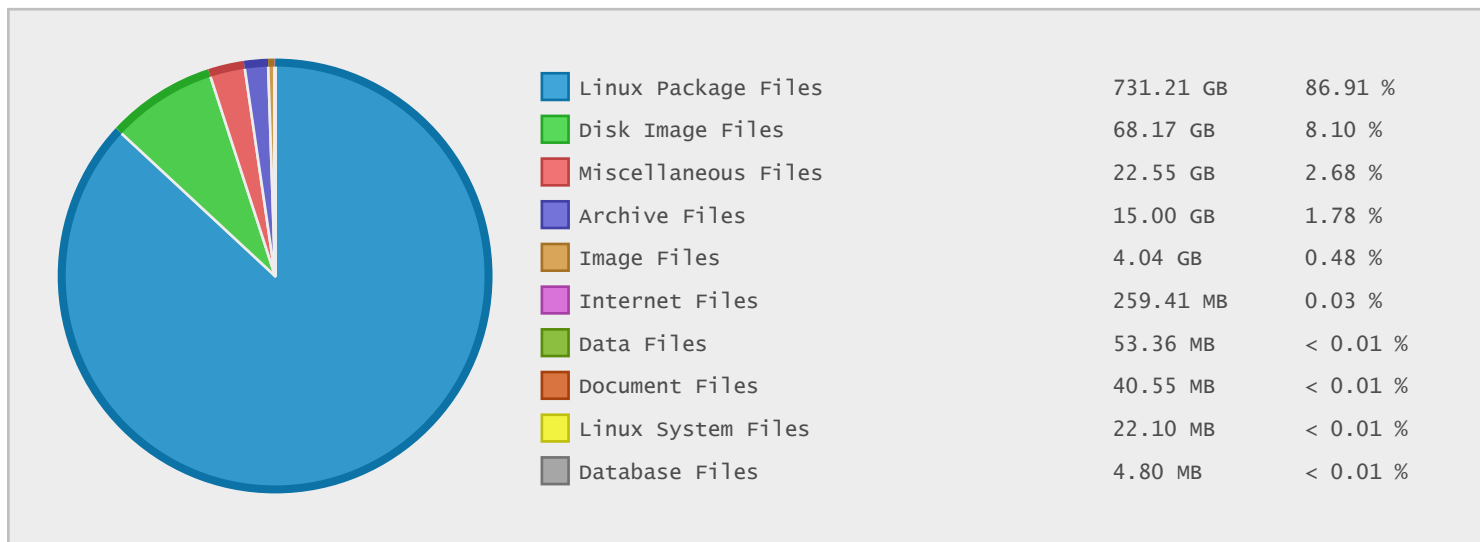 Linux Package Files 731.21 GB 86.91 %
Disk Image Files 68.17 GB 8.10 %
Miscellaneous Files 22.55 GB 2.68 %
Archive Files 15.00 GB 1.78 %
Image Files 4.04 GB 0.48 %
Internet Files 259.41 MB 0.03 %
Data Files 53.36 MB < 0.01 %
Document Files 40.55 MB < 0.01 %
Linux System Files 22.10 MB < 0.01 %
Database Files 4.80 MB < 0.01 %